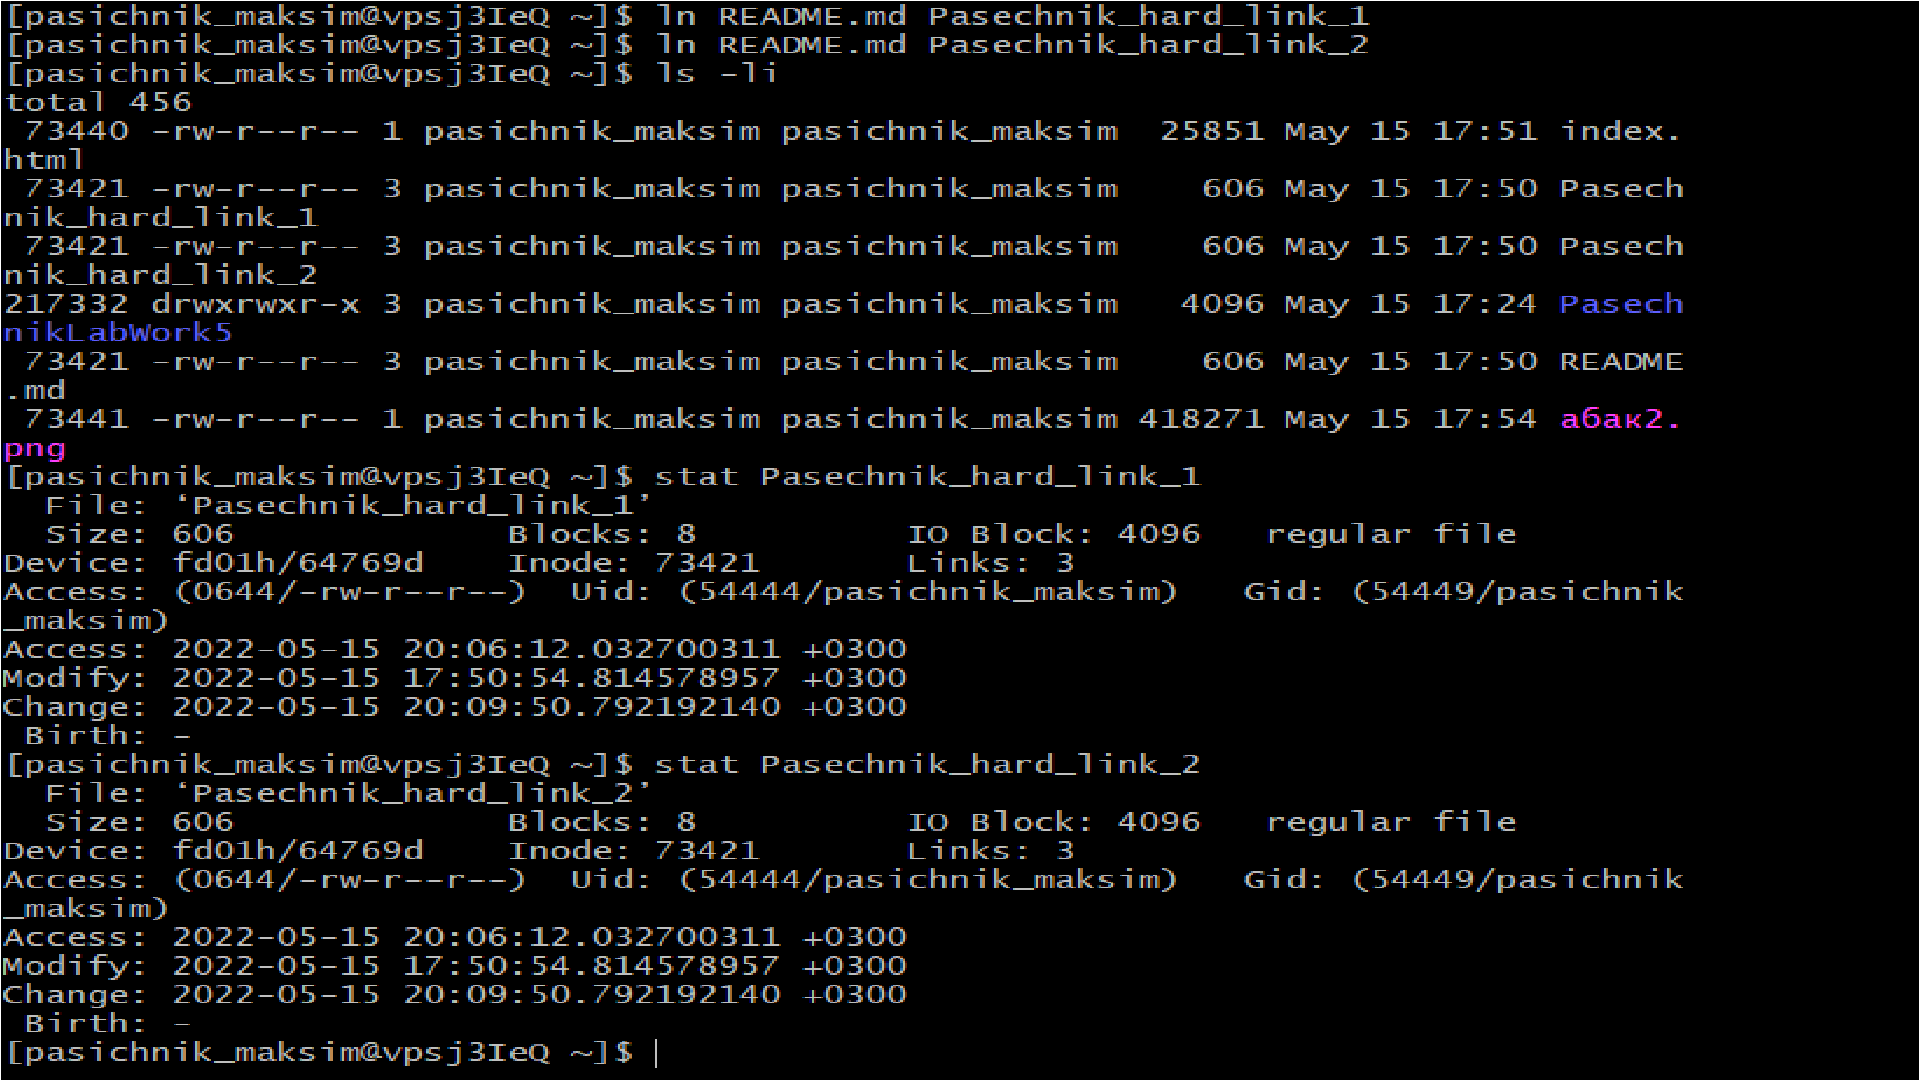 [pasichnik_maksim@vpsj3IeQ ~]$ ln README.md Pasechnik_hard_link_1
[pasichnik_maksim@vpsj3IeQ ~]$ ln README.md Pasechnik_hard_link_2
[pasichnik_maksim@vpsj3IeQ ~]$ ls -li
total 456
 73440 -rw-r--r-- 1 pasichnik_maksim pasichnik_maksim  25851 May 15 17:51 index.
html
 73421 -rw-r--r-- 3 pasichnik_maksim pasichnik_maksim    606 May 15 17:50 Pasech
nik_hard_link_1
 73421 -rw-r--r-- 3 pasichnik_maksim pasichnik_maksim    606 May 15 17:50 Pasech
nik_hard_link_2
217332 drwxrwxr-x 3 pasichnik_maksim pasichnik_maksim   4096 May 15 17:24 Pasech
nikLabWork5
 73421 -rw-r--r-- 3 pasichnik_maksim pasichnik_maksim    606 May 15 17:50 README
.md
 73441 -rw-r--r-- 1 pasichnik_maksim pasichnik_maksim 418271 May 15 17:54 абак2.
png
[pasichnik_maksim@vpsj3IeQ ~]$ stat Pasechnik_hard_link_1
  File: ‘Pasechnik_hard_link_1’
  Size: 606             Blocks: 8          IO Block: 4096   regular file
Device: fd01h/64769d    Inode: 73421       Links: 3
Access: (0644/-rw-r--r--)  Uid: (54444/pasichnik_maksim)   Gid: (54449/pasichnik
_maksim)
Access: 2022-05-15 20:06:12.032700311 +0300
Modify: 2022-05-15 17:50:54.814578957 +0300
Change: 2022-05-15 20:09:50.792192140 +0300
 Birth: -
[pasichnik_maksim@vpsj3IeQ ~]$ stat Pasechnik_hard_link_2
  File: ‘Pasechnik_hard_link_2’
  Size: 606             Blocks: 8          IO Block: 4096   regular file
Device: fd01h/64769d    Inode: 73421       Links: 3
Access: (0644/-rw-r--r--)  Uid: (54444/pasichnik_maksim)   Gid: (54449/pasichnik
_maksim)
Access: 2022-05-15 20:06:12.032700311 +0300
Modify: 2022-05-15 17:50:54.814578957 +0300
Change: 2022-05-15 20:09:50.792192140 +0300
 Birth: -
[pasichnik_maksim@vpsj3IeQ ~]$